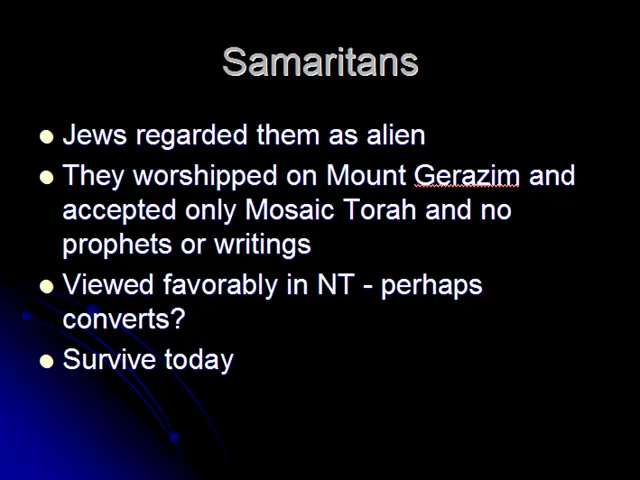 Samaritans
Jews regarded them as alien
They worshipped on Mount Gerazim and
accepted only Mosaic Torah and no
prophets or writings
Viewed favorably in NT - perhaps
converts?
Survive today